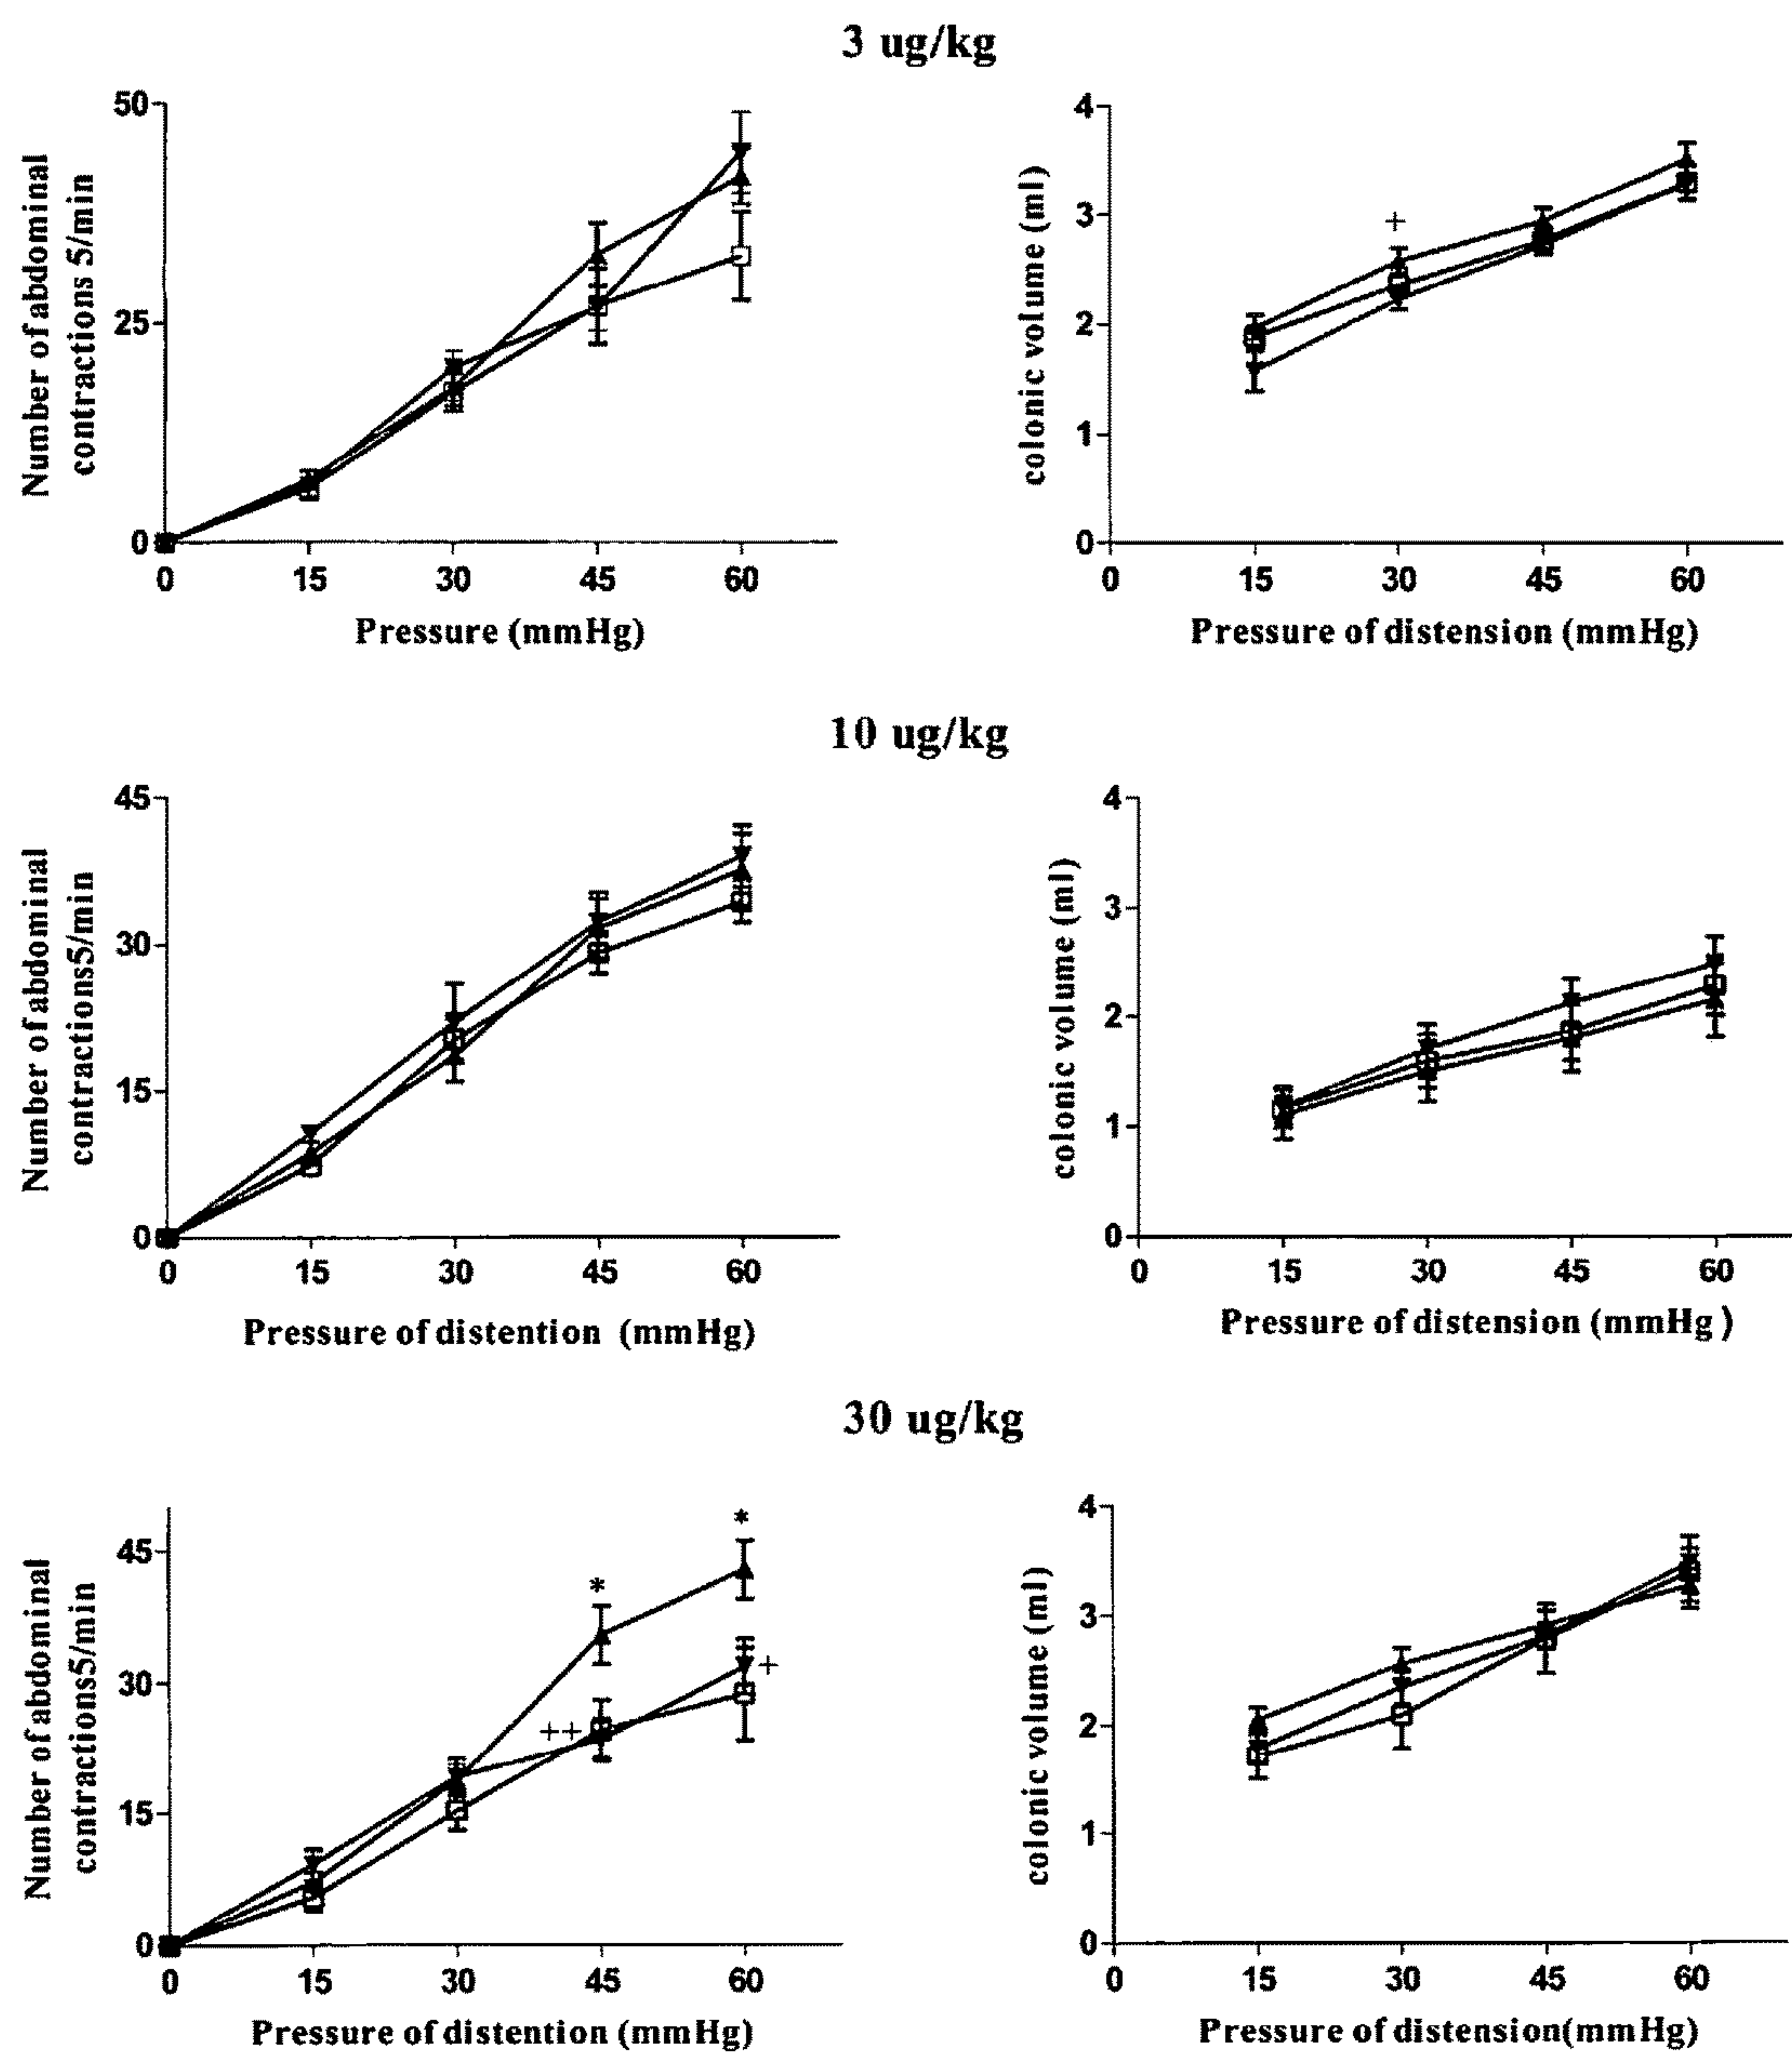 3 ug/kg
Number of abdominal
contractions 5/min
50
25
0
0 15 30 45 60
Pressure (mmHg)
colonic volume (ml)
4
3
2
1
0
+
0 15 30 45 60
Pressure of distension (mmHg)
10 ug/kg
Number of abdominal
contractions5/min
45
30
15
0
0 15 30 45 60
Pressure of distention (mmHg)
colonic volume (ml)
4
3
2
1
0
0 15 30 45 60
Pressure of distension (mmHg)
30 ug/kg
Number of abdominal
contractions5/min
45
30
15
0
*
*
++
+
0 15 30 45 60
Pressure of distention (mmHg)
colonic volume (ml)
4
3
2
1
0
0 15 30 45 60
Pressure of distension(mmHg)